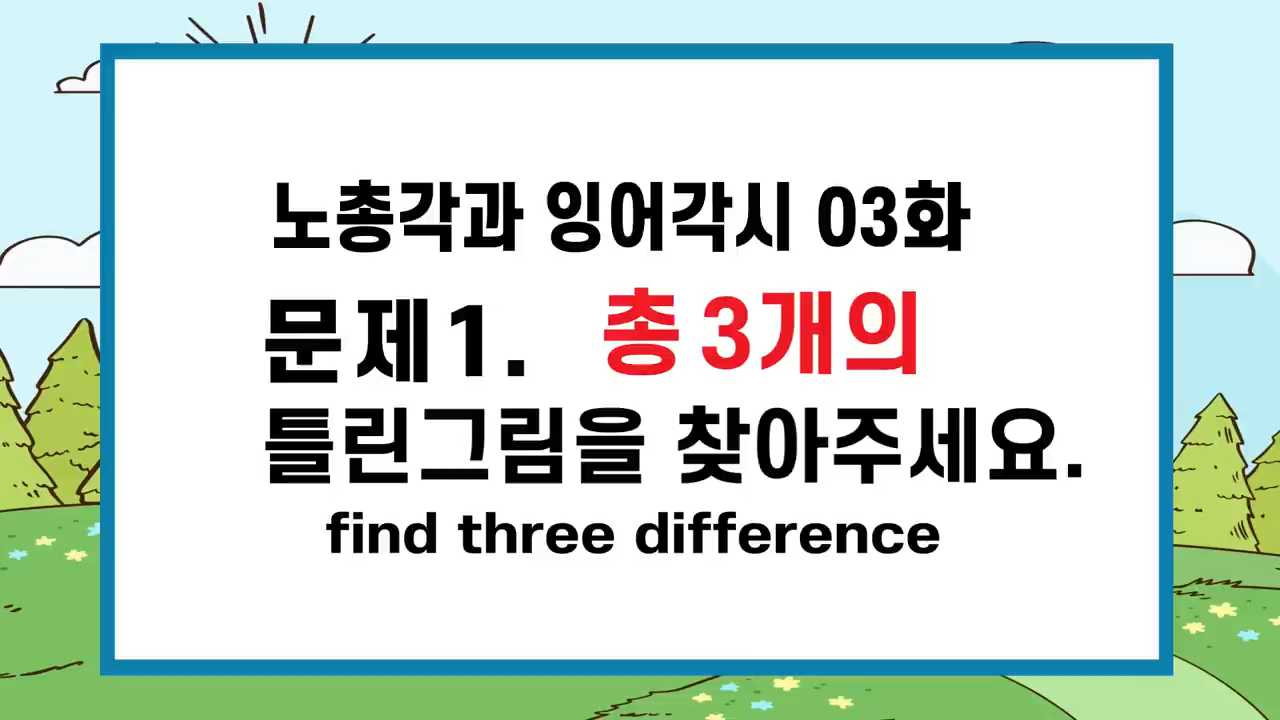 노총각과 잉어각시 03화
문제1. 총 3개의
틀린그림을 찾아주세요.
find three difference